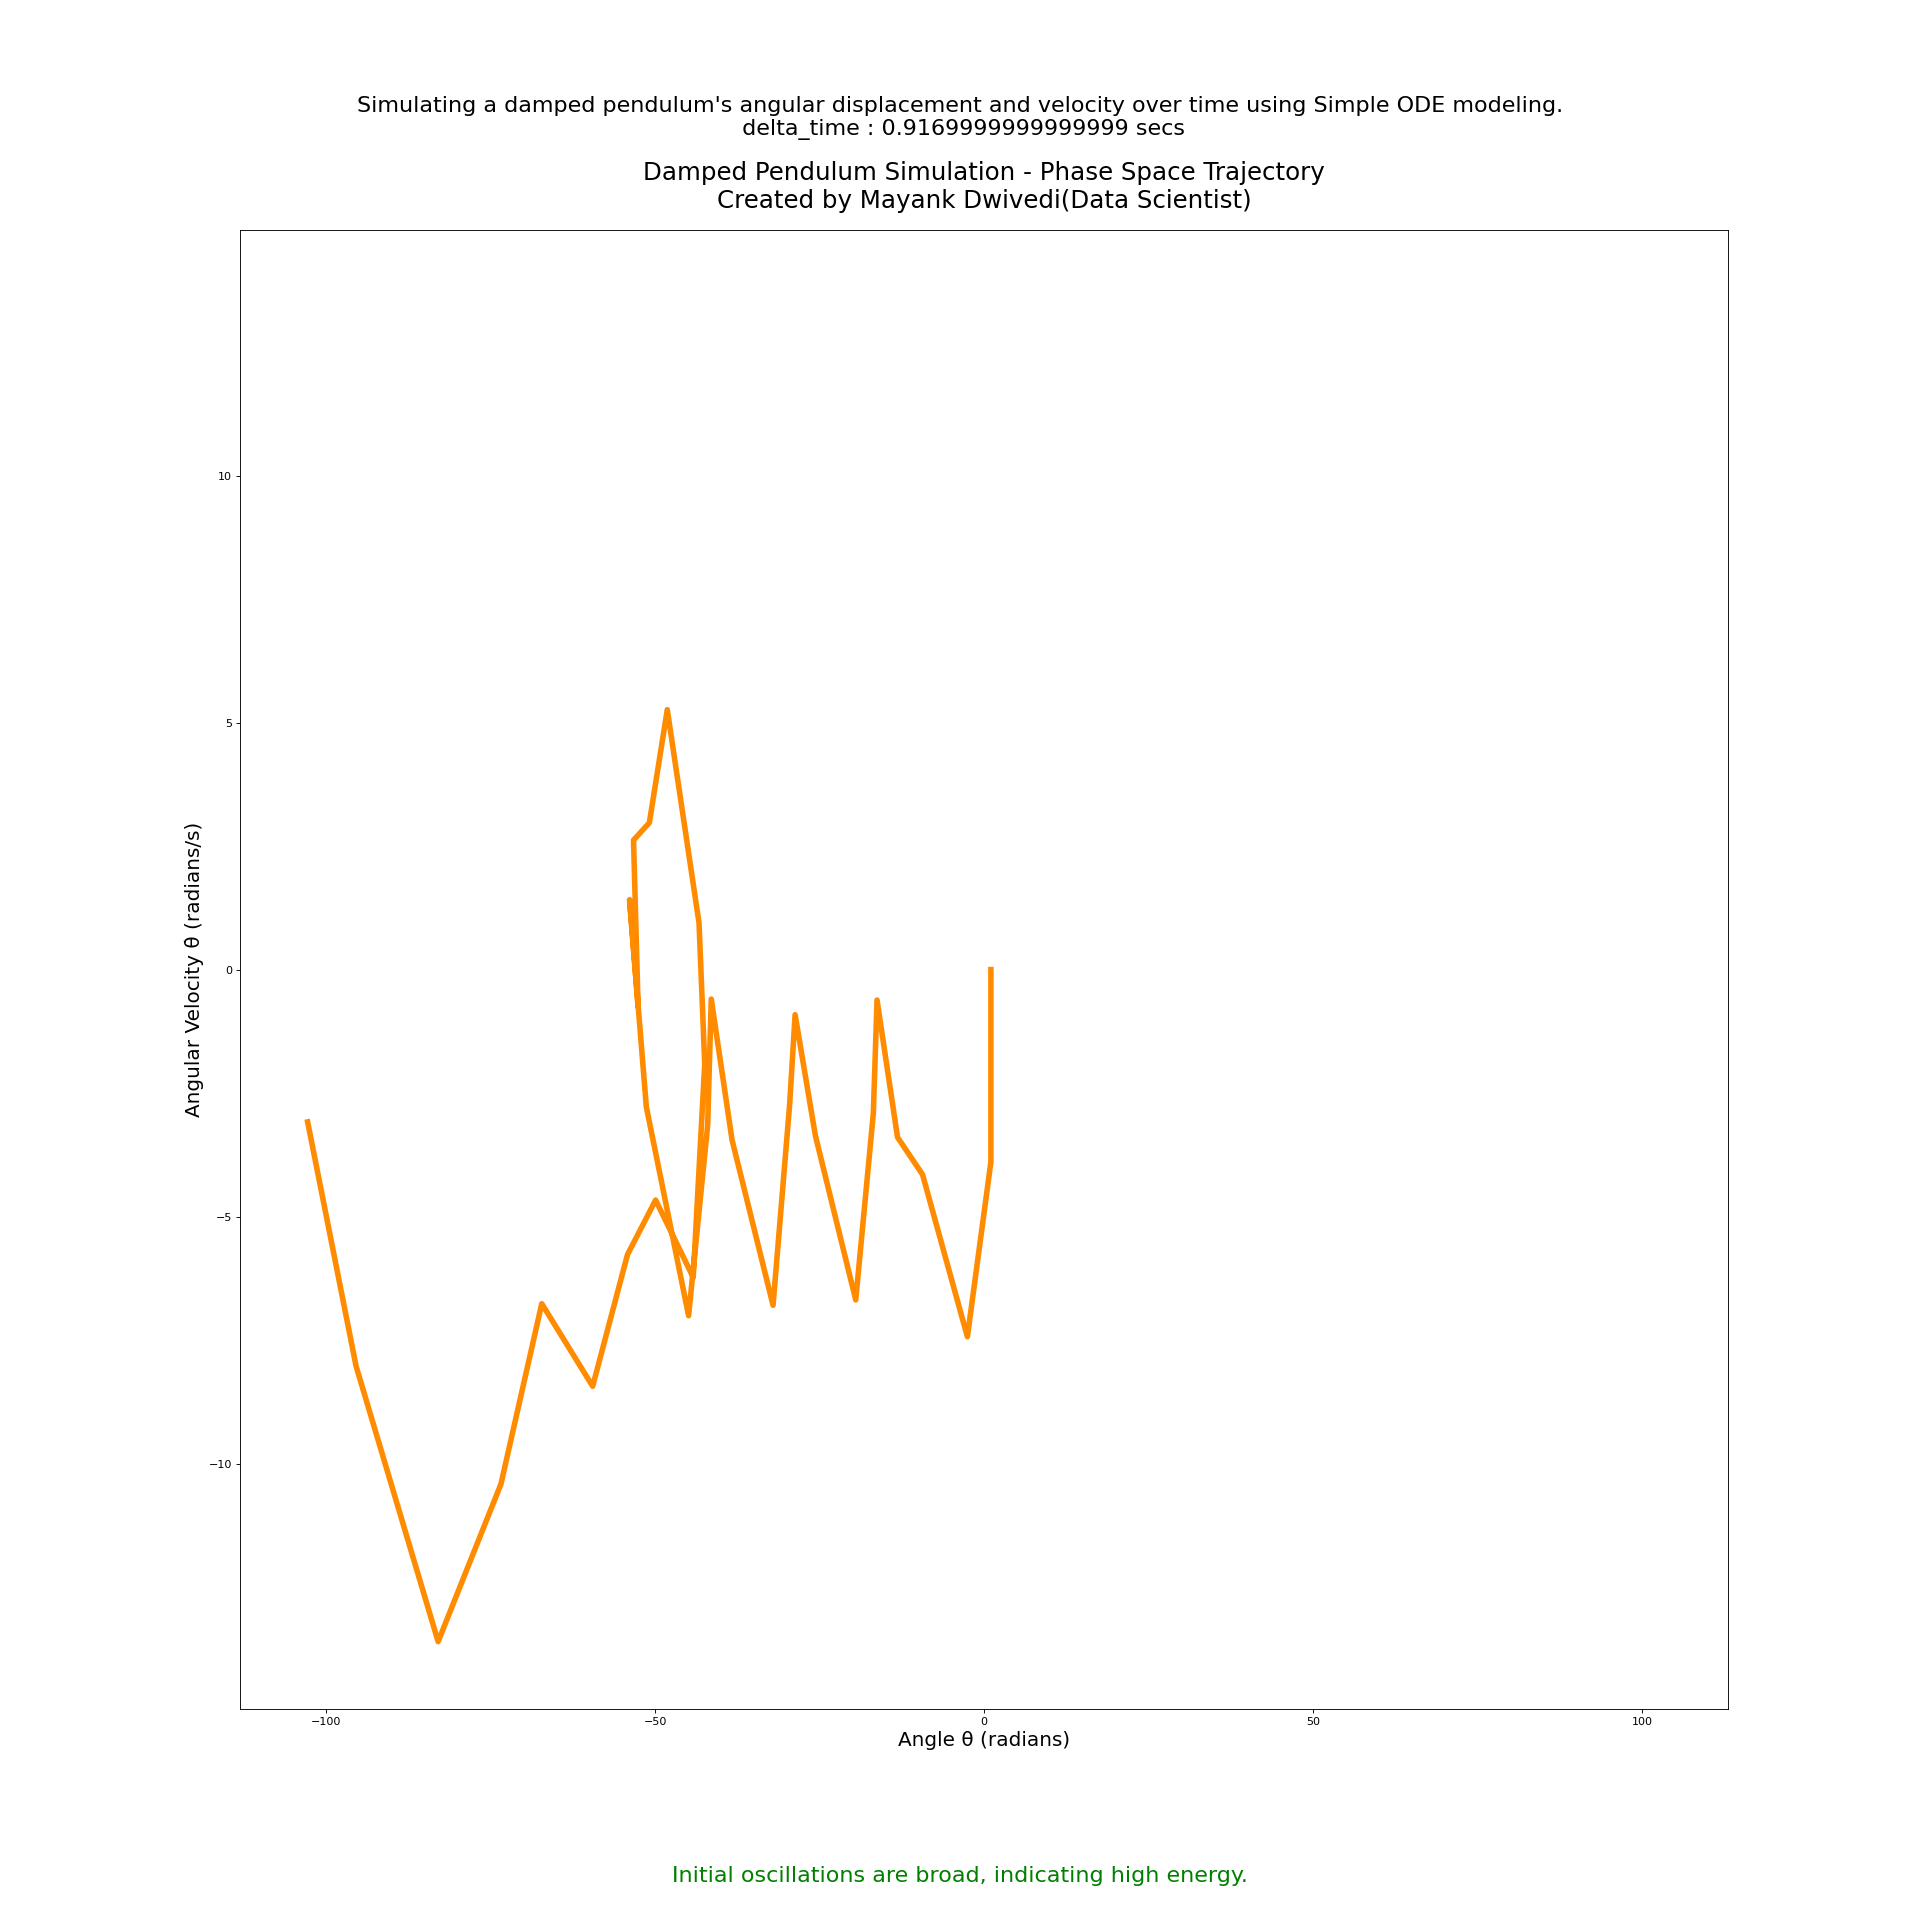 Simulating a damped pendulum's angular displacement and velocity over time using Simple ODE modeling.
delta_time : 0.9169999999999999 secs
Damped Pendulum Simulation - Phase Space Trajectory
Created by Mayank Dwivedi(Data Scientist)
Angular Velocity θ (radians/s)
10
5
0
−5
−10
−100
−50
0
50
100
Angle θ (radians)
Initial oscillations are broad, indicating high energy.